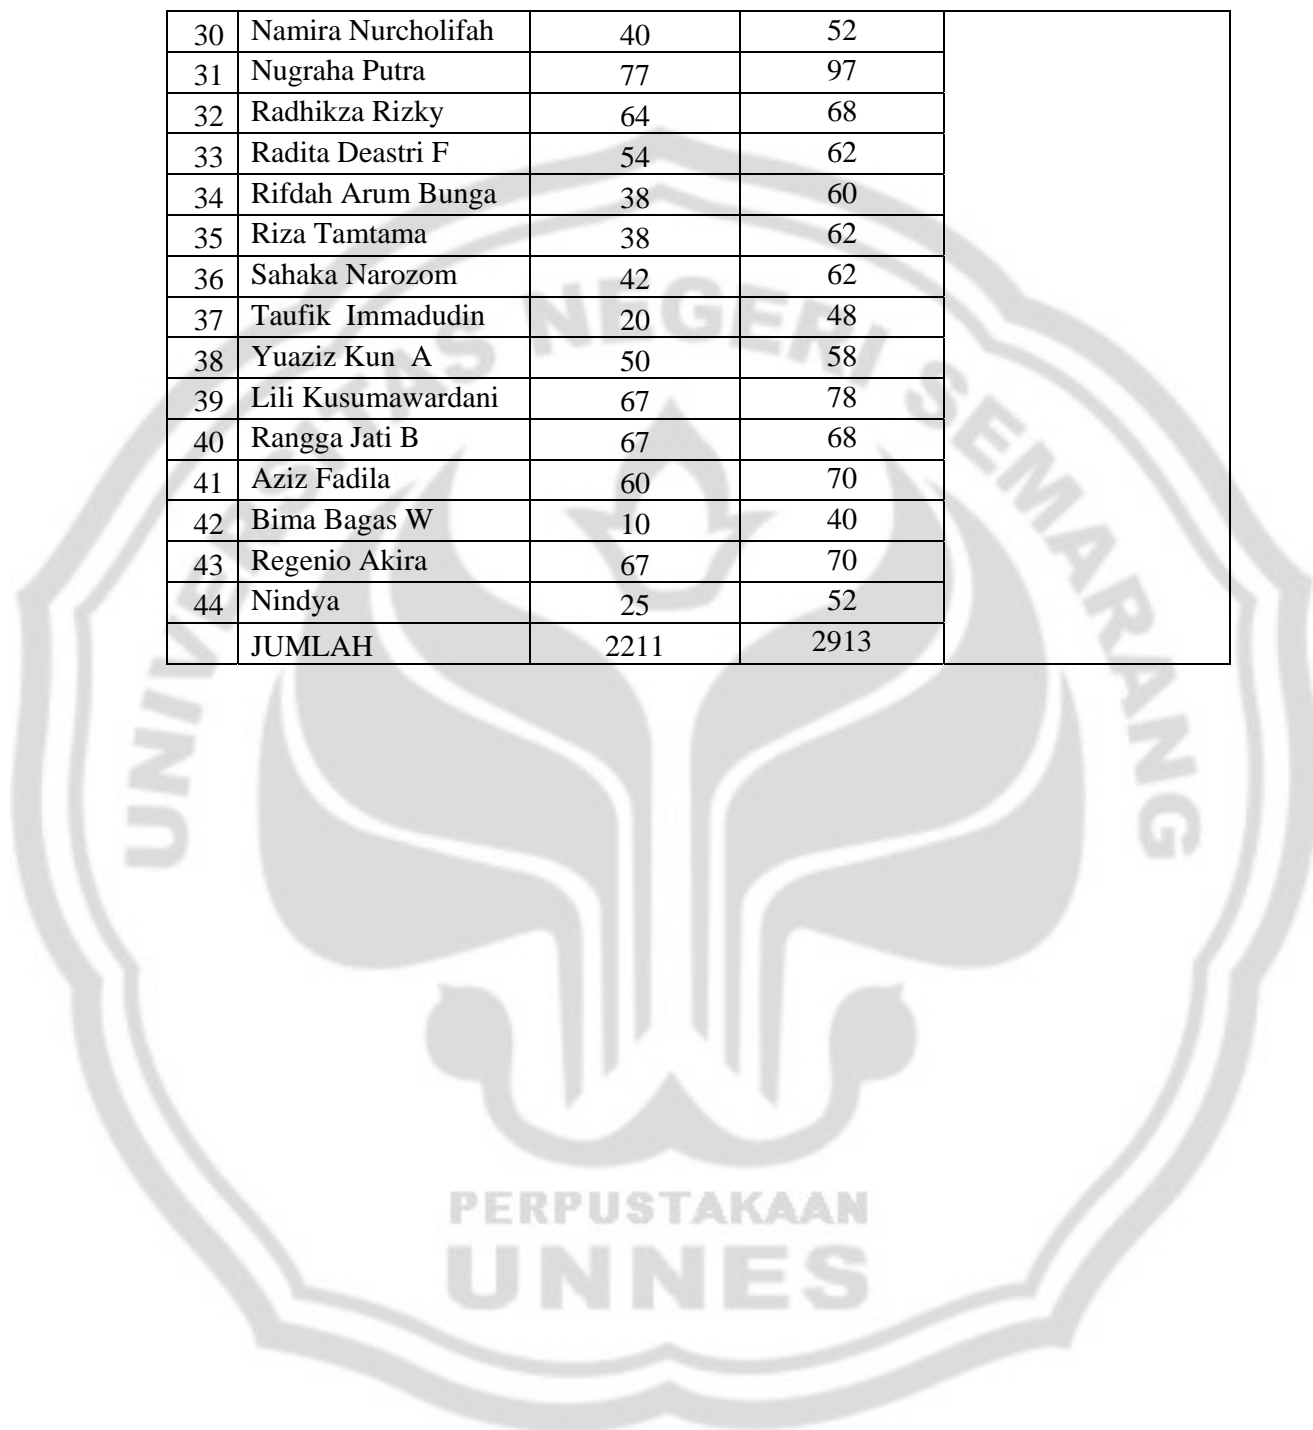 30 Namira Nurcholifah 40 52
31 Nugraha Putra 77 97
32 Radhikza Rizky 64 68
33 Radita Deastri F 54 62
34 Rifdah Arum Bunga 38 60
35 Riza Tamtama 38 62
36 Sahaka Narozom 42 62
37 Taufik Immadudin 20 48
38 Yuaziz Kun A 50 58
39 Lili Kusumawardani 67 78
40 Rangga Jati B 67 68
41 Aziz Fadila 60 70
42 Bima Bagas W 10 40
43 Regenio Akira 67 70
44 Nindya 25 52
JUMLAH 2211 2913
UNIVERSITAS NEGERI SEMARANG
PERPUSTAKAAN
UNNES